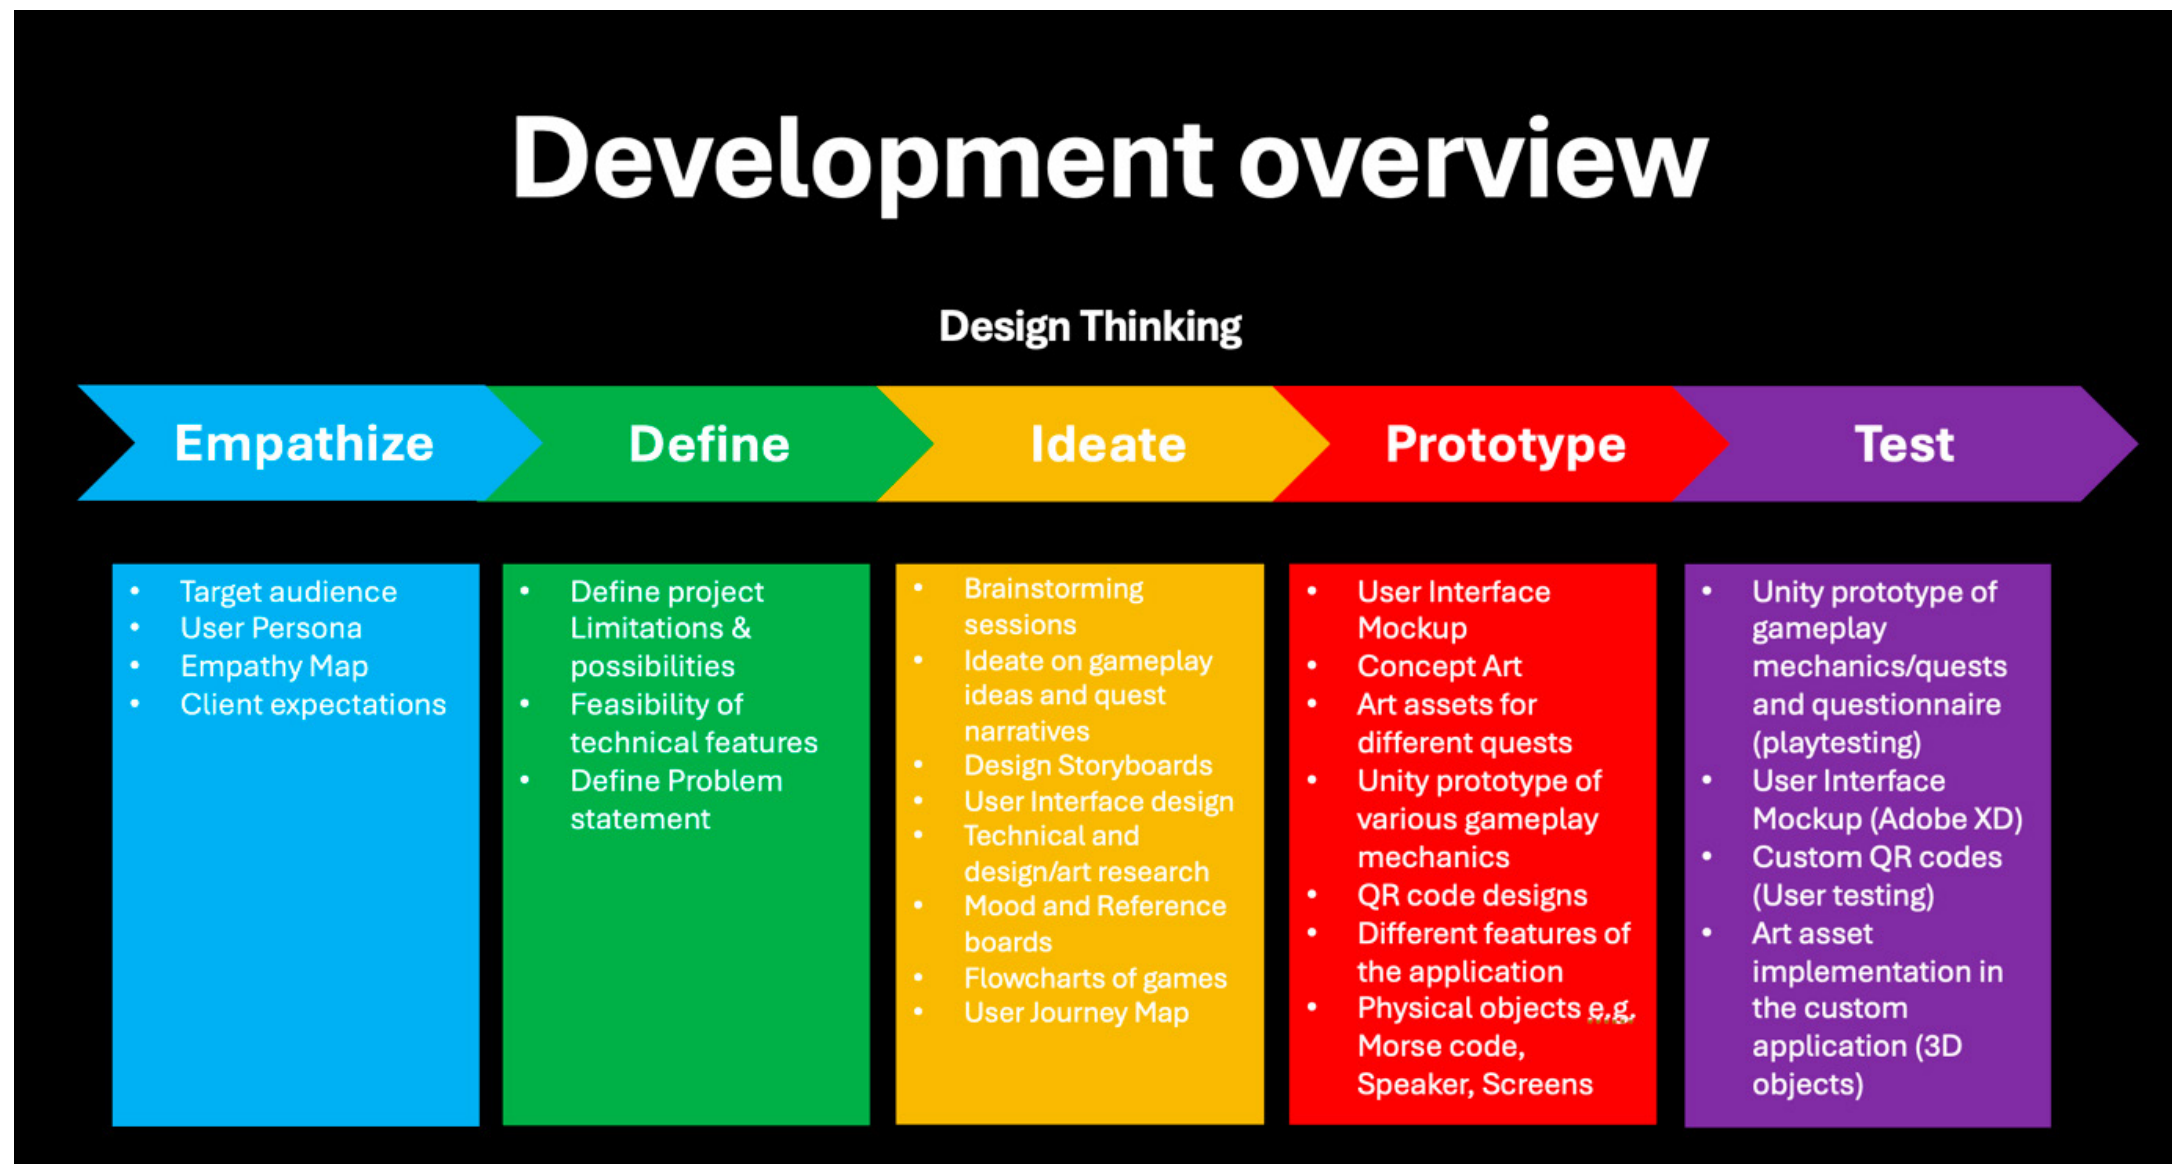 Development overview
Design Thinking
Empathize
Define
Ideate
Prototype
Test
• Target audience
• User Persona
• Empathy Map
• Client expectations
• Define project
Limitations &
possibilities
• Feasibility of
technical features
• Define Problem
statement
• Brainstorming
sessions
• Ideate on gameplay
ideas and quest
narratives
• Design Storyboards
• User Interface design
• Technical and
design/art research
• Mood and Reference
boards
• Flowcharts of games
• User Journey Map
• User Interface
Mockup
• Concept Art
• Art assets for
different quests
• Unity prototype of
various gameplay
mechanics
• QR code designs
• Different features of
the application
• Physical objects e.g.
Morse code,
Speaker, Screens
• Unity prototype of
gameplay
mechanics/quests
and questionnaire
(playtesting)
• User Interface
Mockup (Adobe XD)
• Custom QR codes
(User testing)
• Art asset
implementation in
the custom
application (3D
objects)